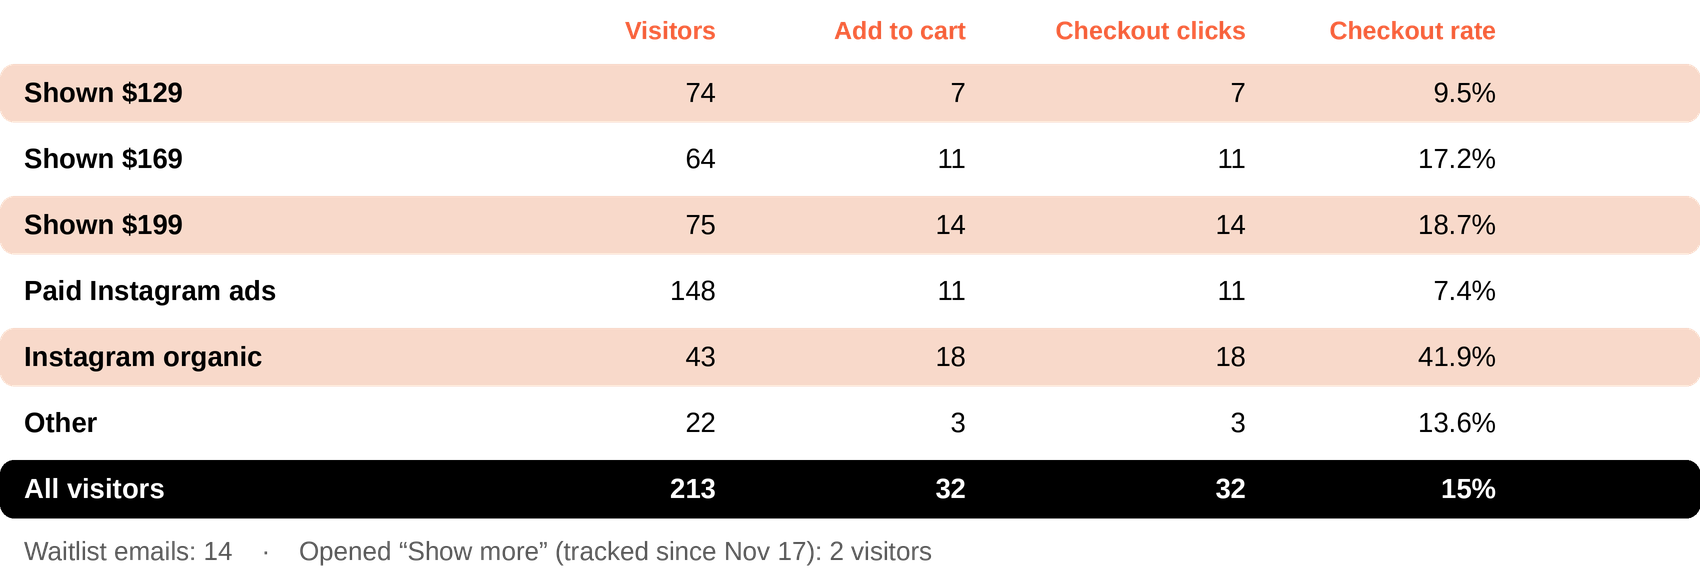 Visitors Add to cart Checkout clicks Checkout rate
Shown $129 74 7 7 9.5%
Shown $169 64 11 11 17.2%
Shown $199 75 14 14 18.7%
Paid Instagram ads 148 11 11 7.4%
Instagram organic 43 18 18 41.9%
Other 22 3 3 13.6%
All visitors 213 32 32 15%
Waitlist emails: 14 · Opened “Show more” (tracked since Nov 17): 2 visitors